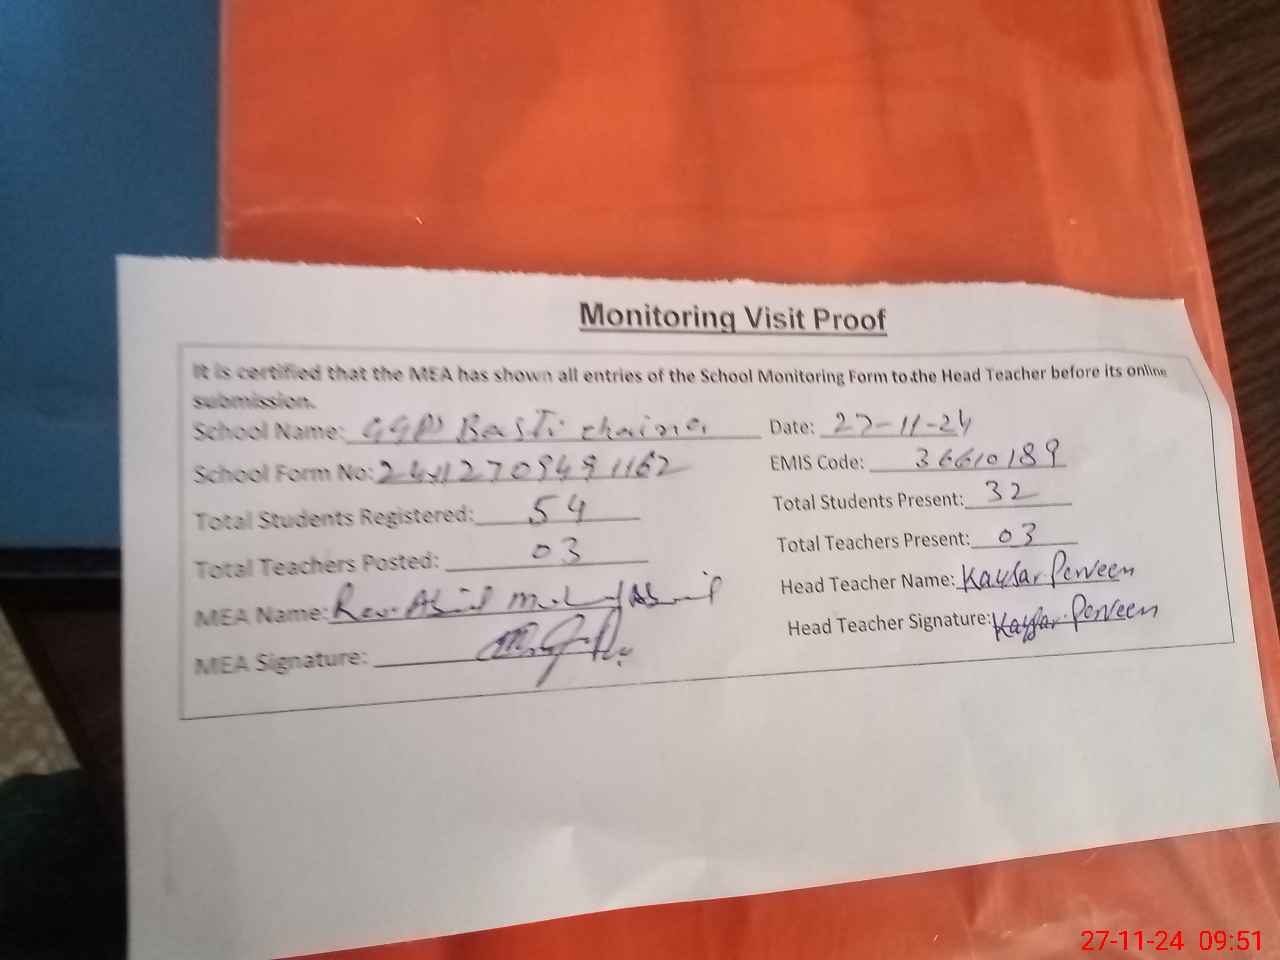 Monitoring Visit Proof
It is certified that the MEA has shown all entries of the School Monitoring Form to the Head Teacher before its online
submission.
School Name: GGPS Basti Date: 27-11-24
School Form No: EMIS Code: 36610189
Total Students Registered: 54 Total Students Present: 32
Total Teachers Posted: 03 Total Teachers Present: 03
MEA Name: Head Teacher Name: Kaysar Perveen
MEA Signature: Head Teacher Signature: Kaysar Perveen
27-11-24 09:51